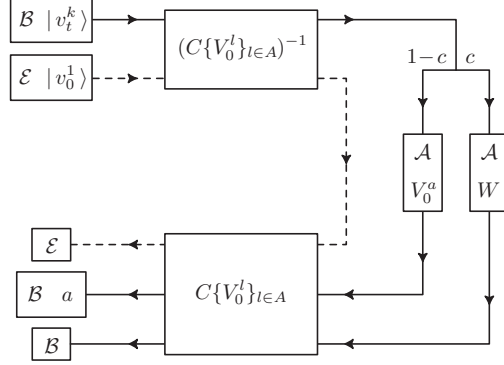 𝓑 |v_t^k⟩
(C{V_0^l}_{l∈A})^{−1}
𝓔 |v_0^1⟩
1−c c
𝓐 𝓐
V_0^a W
𝓔
𝓑 a
C{V_0^l}_{l∈A}
𝓑